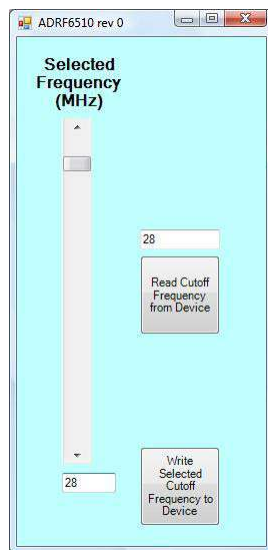 ADRF6510 rev 0
Selected
Frequency
(MHz)
28
Read Cutoff
Frequency
from Device
28
Write
Selected
Cutoff
Frequency to
Device